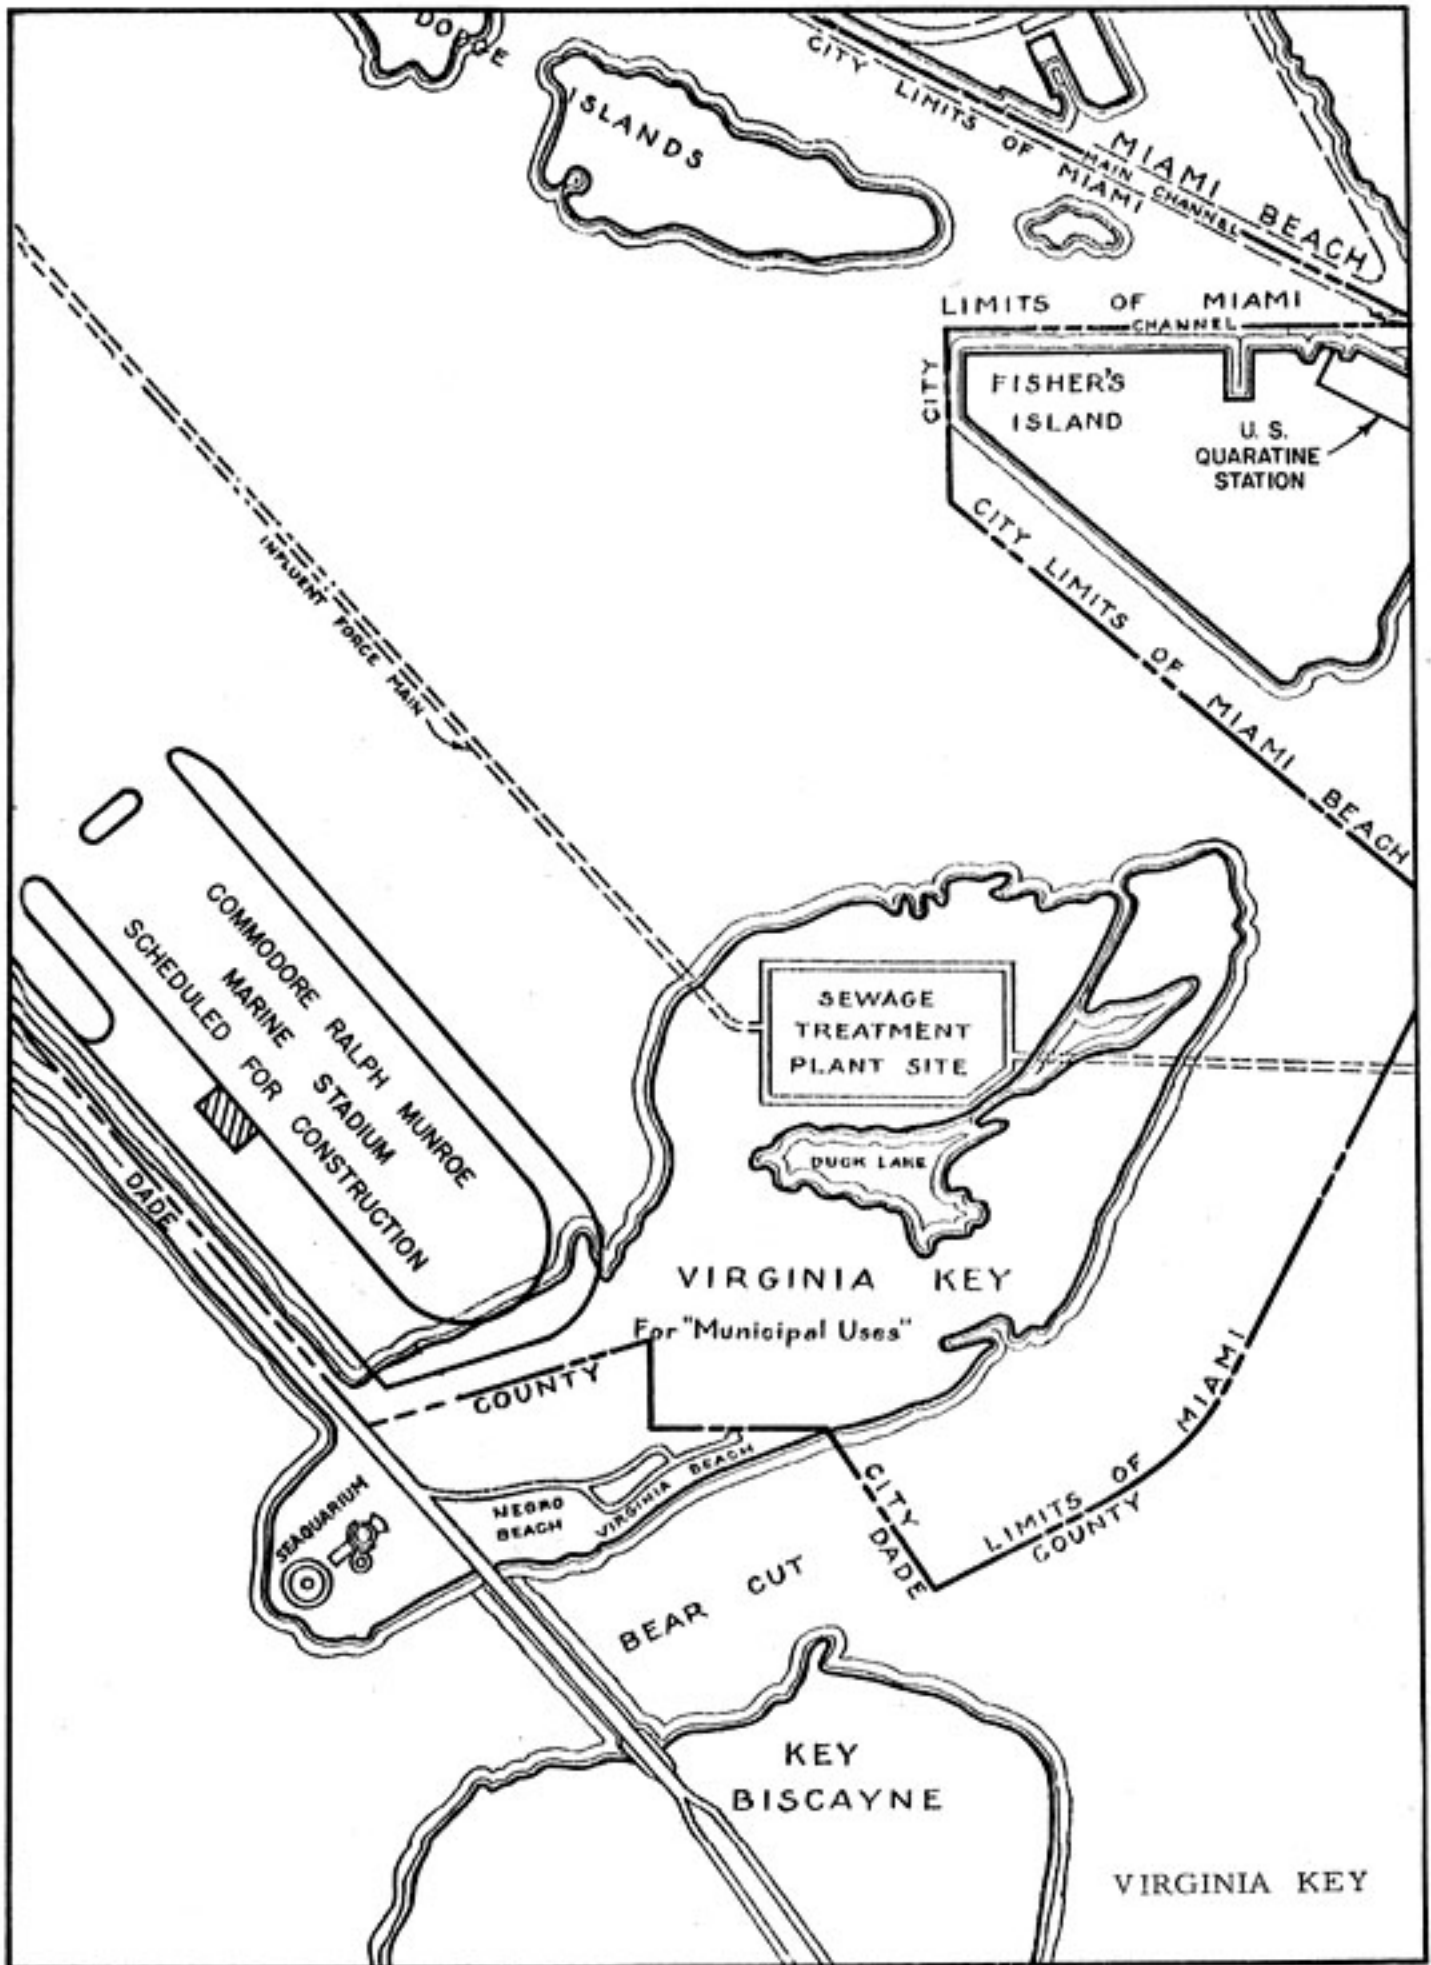 DODGE
ISLANDS
CITY LIMITS OF MIAMI
MAIN CHANNEL
MIAMI BEACH
LIMITS OF MIAMI
CHANNEL
CITY
FISHER'S
ISLAND
U. S.
QUARATINE
STATION
CITY LIMITS OF MIAMI BEACH
INFLUENT FORCE MAIN
COMMODORE RALPH MUNROE
MARINE STADIUM
SCHEDULED FOR CONSTRUCTION
SEWAGE
TREATMENT
PLANT SITE
DUCK LAKE
DADE
COUNTY
VIRGINIA KEY
For "Municipal Uses"
CITY
LIMITS OF MIAMI
DADE
COUNTY
SEAQUARIUM
NEGRO
BEACH
VIRGINIA BEACH
BEAR CUT
KEY
BISCAYNE
VIRGINIA KEY